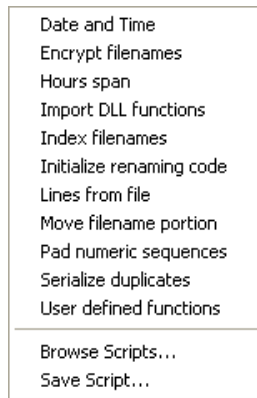 Date and Time
Encrypt filenames
Hours span
Import DLL functions
Index filenames
Initialize renaming code
Lines from file
Move filename portion
Pad numeric sequences
Serialize duplicates
User defined functions
Browse Scripts...
Save Script...